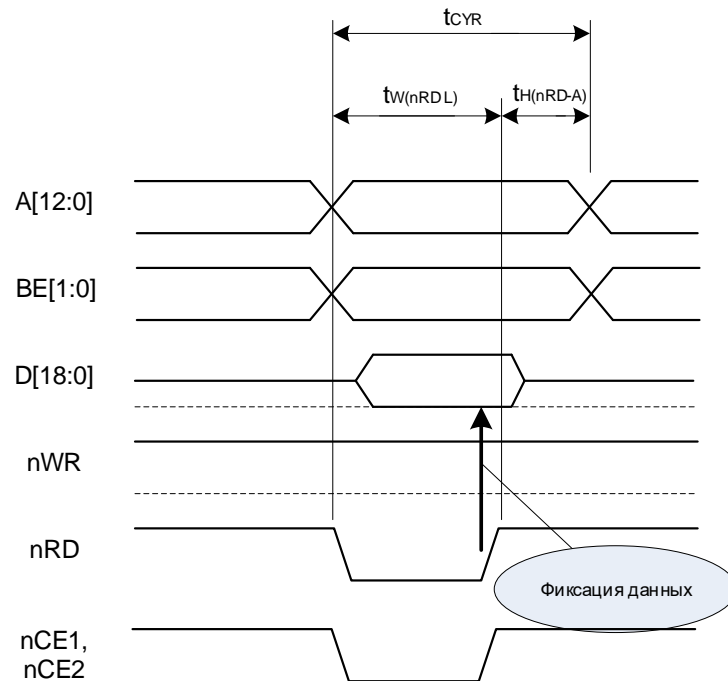 tCYR
tW(nRD L)
tH(nRD-A)
A[12:0]
BE[1:0]
D[18:0]
nWR
nRD
Фиксация данных
nCE1,
nCE2